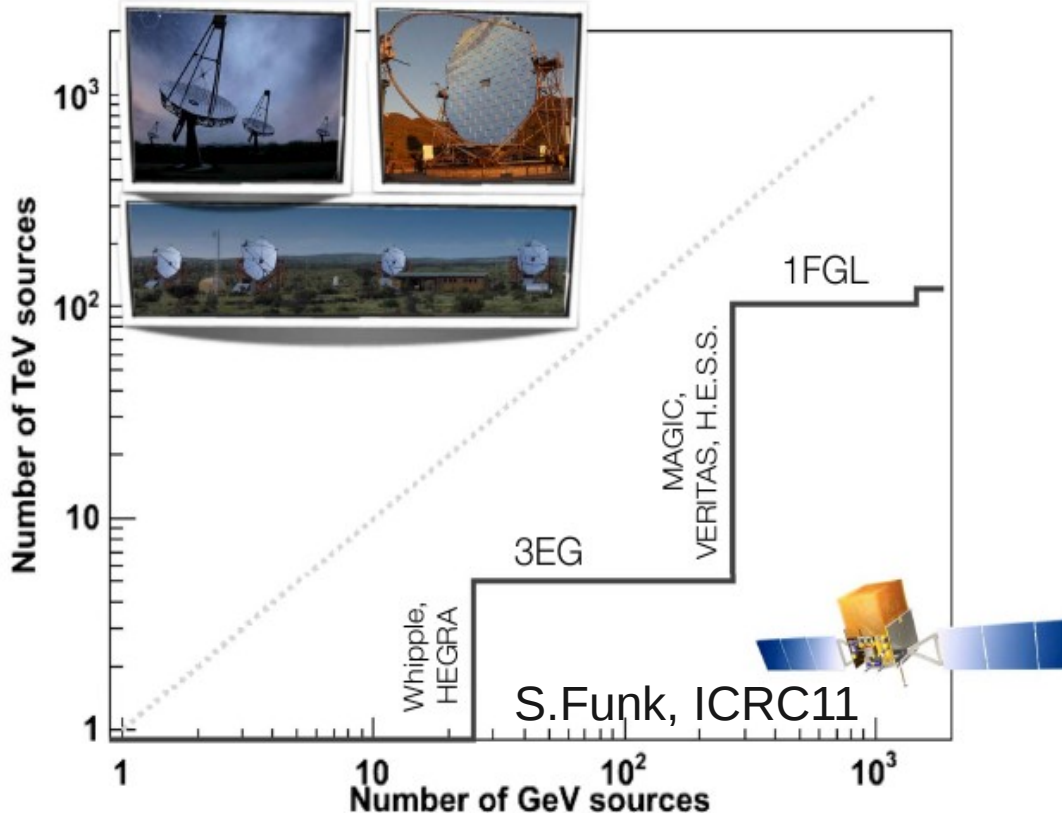 Number of TeV sources
10³
10²
10
1
1FGL
MAGIC,
VERITAS, H.E.S.S.
3EG
Whipple,
HEGRA
S.Funk, ICRC11
1
10
10²
10³
Number of GeV sources